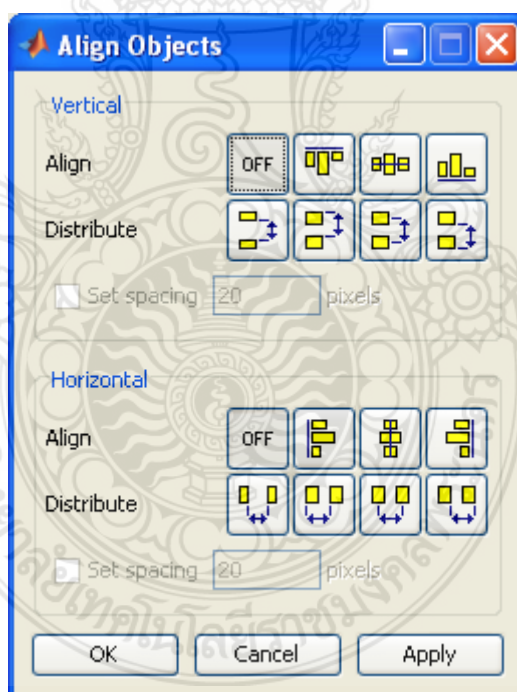 Align Objects
Vertical
Align OFF
Distribute
Set spacing 20 pixels
Horizontal
Align OFF
Distribute
Set spacing 20 pixels
OK Cancel Apply